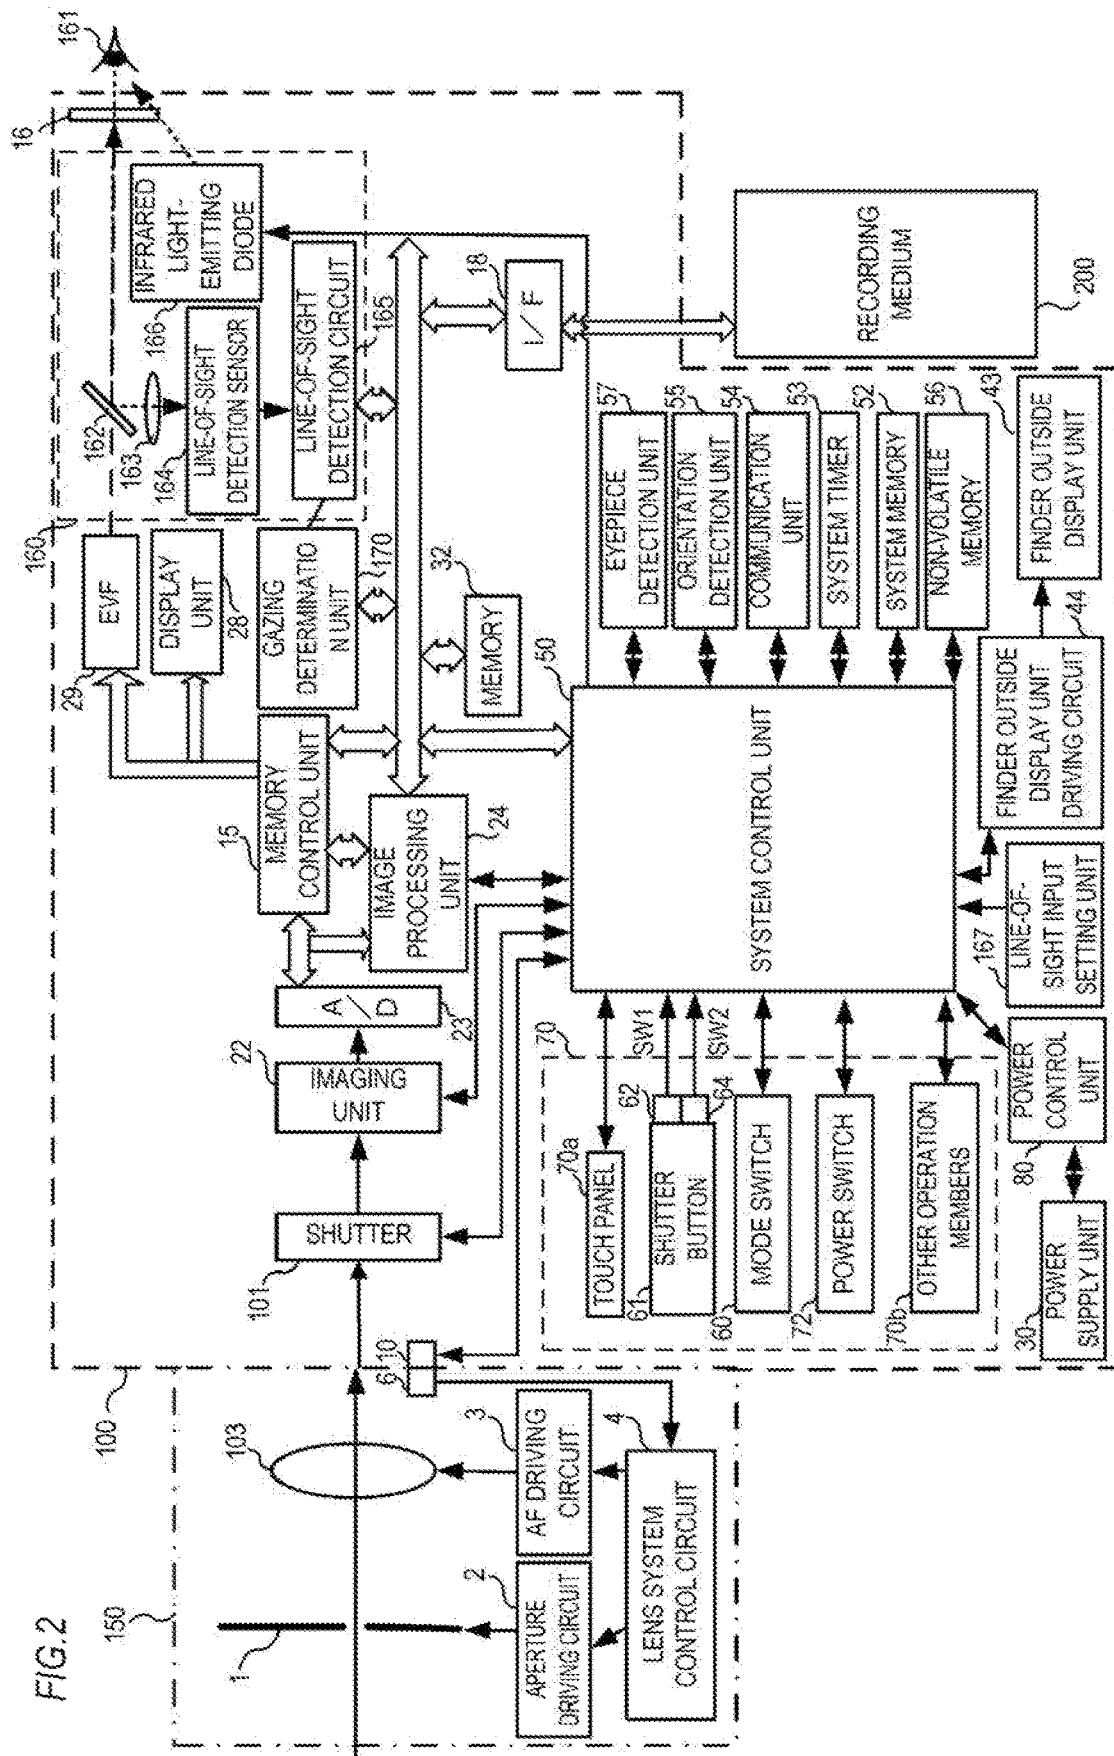 FIG.2
150
100
1
103
APERTURE
DRIVING CIRCUIT
2
AF DRIVING
CIRCUIT
3
LENS SYSTEM
CONTROL CIRCUIT
4
6
10
SHUTTER
101
IMAGING
UNIT
22
A/D
23
MEMORY
CONTROL UNIT
15
IMAGE
PROCESSING
UNIT
24
EVF
29
DISPLAY
UNIT
28
GAZING
DETERMINATIO
N UNIT
170
160
162
163
LINE-OF-SIGHT
DETECTION SENSOR
164
INFRARED
LIGHT-
EMITTING
DIODE
166
LINE-OF-SIGHT
DETECTION CIRCUIT
165
16
161
MEMORY
32
I/F
18
RECORDING
MEDIUM
200
SYSTEM CONTROL UNIT
50
EYEPIECE
DETECTION UNIT
57
ORIENTATION
DETECTION UNIT
55
COMMUNICATION
UNIT
54
SYSTEM TIMER
53
SYSTEM MEMORY
52
NON-VOLATILE
MEMORY
56
70
TOUCH PANEL
70a
SHUTTER
BUTTON
61
62
64
SW1
SW2
MODE SWITCH
60
POWER SWITCH
72
OTHER OPERATION
MEMBERS
70b
POWER
SUPPLY UNIT
30
POWER
CONTROL
UNIT
80
LINE-OF-
SIGHT INPUT
SETTING UNIT
167
FINDER OUTSIDE
DISPLAY UNIT
DRIVING CIRCUIT
44
FINDER OUTSIDE
DISPLAY UNIT
43